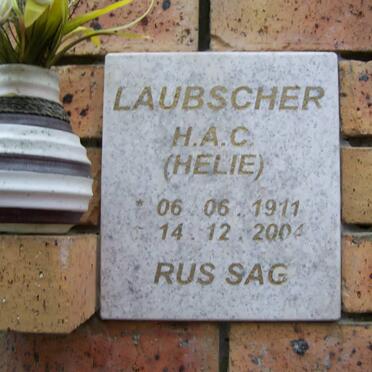 LAUBSCHER
H.A.C.
(HELIE)
* 06 . 06 . 1911
14 . 12 . 2004
RUS SAG